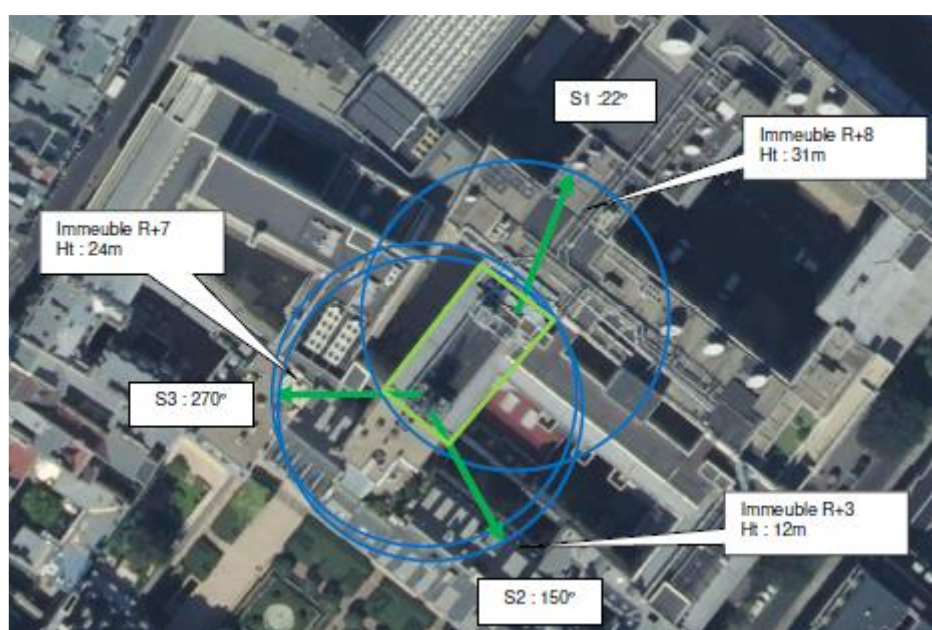 S1 :22°
Immeuble R+8
Ht : 31m
Immeuble R+7
Ht : 24m
S3 : 270°
Immeuble R+3
Ht : 12m
S2 : 150°